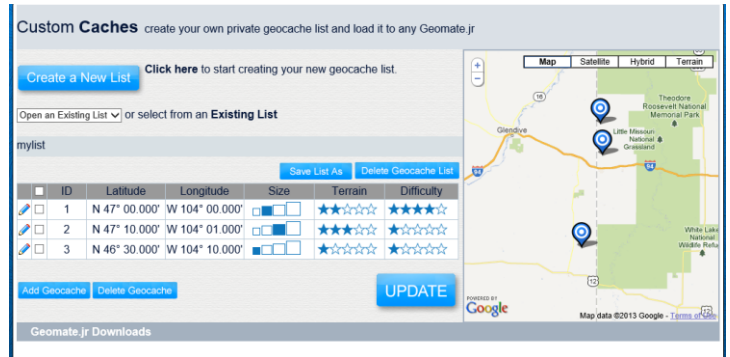 Custom Caches create your own private geocache list and load it to any Geomate.jr
Create a New List
Click here to start creating your new geocache list.
Open an Existing List or select from an Existing List
mylist
Save List As Delete Geocache List
ID Latitude Longitude Size Terrain Difficulty
1 N 47° 00.000' W 104° 00.000'
2 N 47° 10.000' W 104° 01.000'
3 N 46° 30.000' W 104° 10.000'
Add Geocache Delete Geocache
UPDATE
Map Satellite Hybrid Terrain
16
Theodore
Roosevelt National
Memorial Park
Glendive
Little Missouri
National
Grassland
94
94
White Lake
National
Wildlife Refu
12
12
POWERED BY
Google
Map data ©2013 Google - Terms of Use
Geomate.jr Downloads